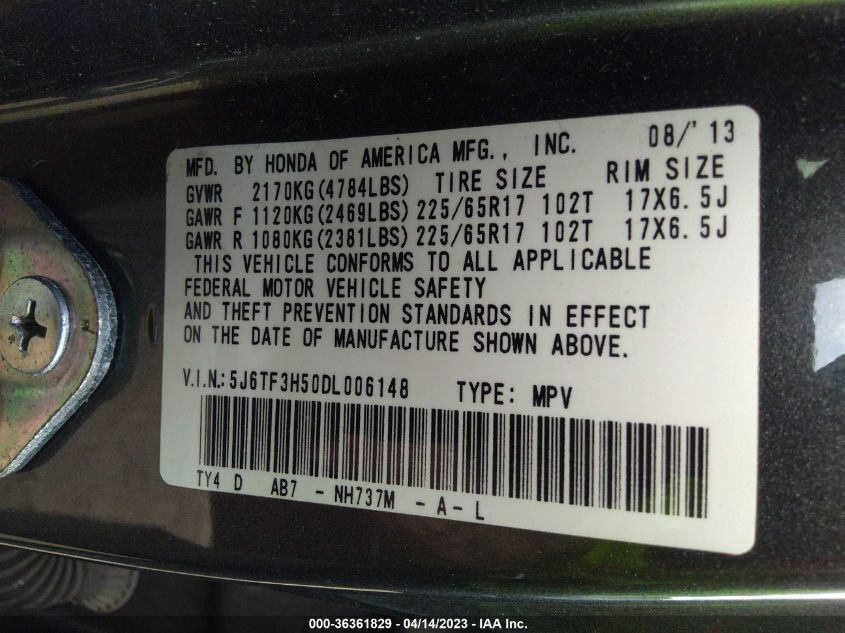 MFD. BY HONDA OF AMERICA MFG., INC. 08/'13
GVWR 2170KG(4784LBS) TIRE SIZE RIM SIZE
GAWR F 1120KG(2469LBS) 225/65R17 102T 17X6.5J
GAWR R 1080KG(2381LBS) 225/65R17 102T 17X6.5J
THIS VEHICLE CONFORMS TO ALL APPLICABLE
FEDERAL MOTOR VEHICLE SAFETY
AND THEFT PREVENTION STANDARDS IN EFFECT
ON THE DATE OF MANUFACTURE SHOWN ABOVE.
V.I.N.: 5J6TF3H50DL006148 TYPE: MPV
TY4 D AB7 - NH737M - A - L
000-36361829 - 04/14/2023 - IAA Inc.